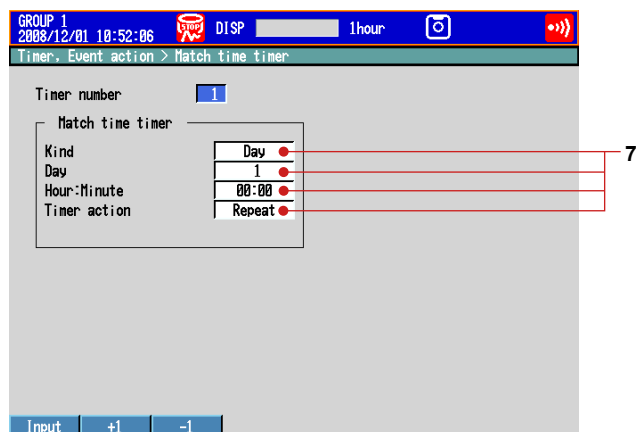 GROUP 1
2008/12/01 10:52:06
STOP
DISP
1hour
Timer, Event action > Match time timer
Timer number 1
Match time timer
Kind Day
Day 1
Hour:Minute 00:00
Timer action Repeat
7
Input +1 -1